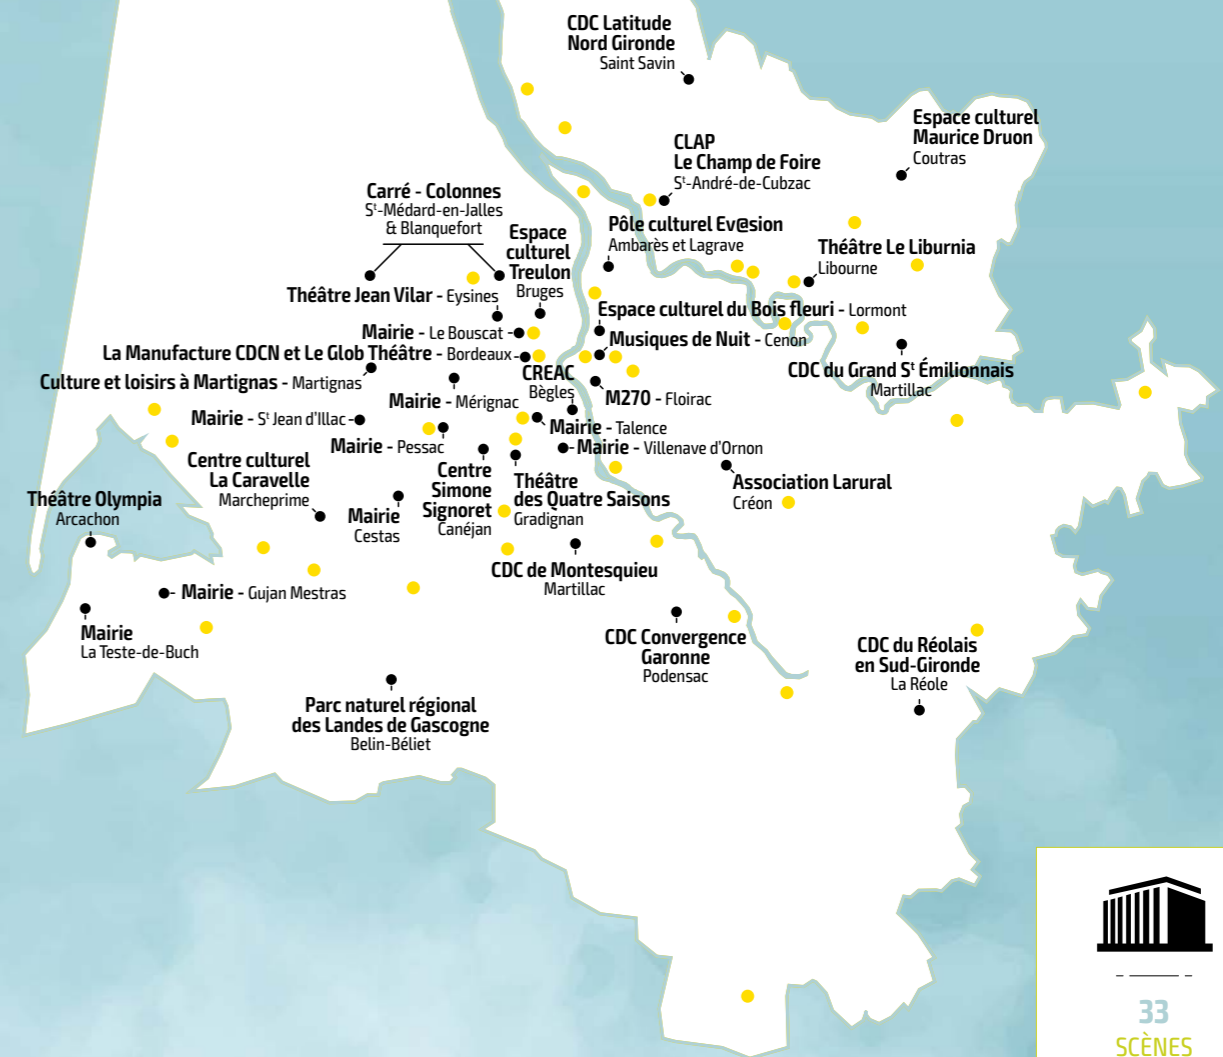 CDC Latitude
Nord Gironde
Saint Savin
Espace culturel
Maurice Druon
Coutras
CLAP
Le Champ de Foire
Sᵗ-André-de-Cubzac
Carré - Colonnes
Sᵗ-Médard-en-Jalles
& Blanquefort
Espace
culturel
Treulon
Bruges
Pôle culturel Ev@sion
Ambarès et Lagrave
Théâtre Le Liburnia
Libourne
Théâtre Jean Vilar - Eysines
Espace culturel du Bois fleuri - Lormont
Mairie - Le Bouscat
Musiques de Nuit - Cenon
La Manufacture CDCN et Le Glob Théâtre - Bordeaux
CDC du Grand Sᵗ Émilionnais
Martillac
Culture et loisirs à Martignas - Martignas
CREAC
Bègles
Mairie - Mérignac
M270 - Floirac
Mairie - Sᵗ Jean d'Illac
Mairie - Talence
Mairie - Pessac
Mairie - Villenave d'Ornon
Centre culturel
La Caravelle
Marcheprime
Centre
Simone
Signoret
Canéjan
Théâtre
des Quatre Saisons
Gradignan
Association Larural
Créon
Théâtre Olympia
Arcachon
Mairie
Cestas
CDC de Montesquieu
Martillac
Mairie - Gujan Mestras
Mairie
La Teste-de-Buch
CDC Convergence
Garonne
Podensac
CDC du Réolais
en Sud-Gironde
La Réole
Parc naturel régional
des Landes de Gascogne
Belin-Béliet
33
SCÈNES